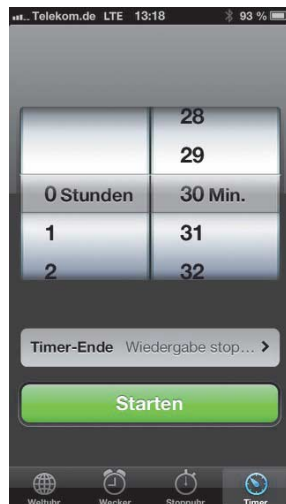 Telekom.de LTE 13:18 93 %
28
29
0 Stunden 30 Min.
1 31
2 32
Timer-Ende Wiedergabe stop... >
Starten
Weltuhr Wecker Stoppuhr Timer